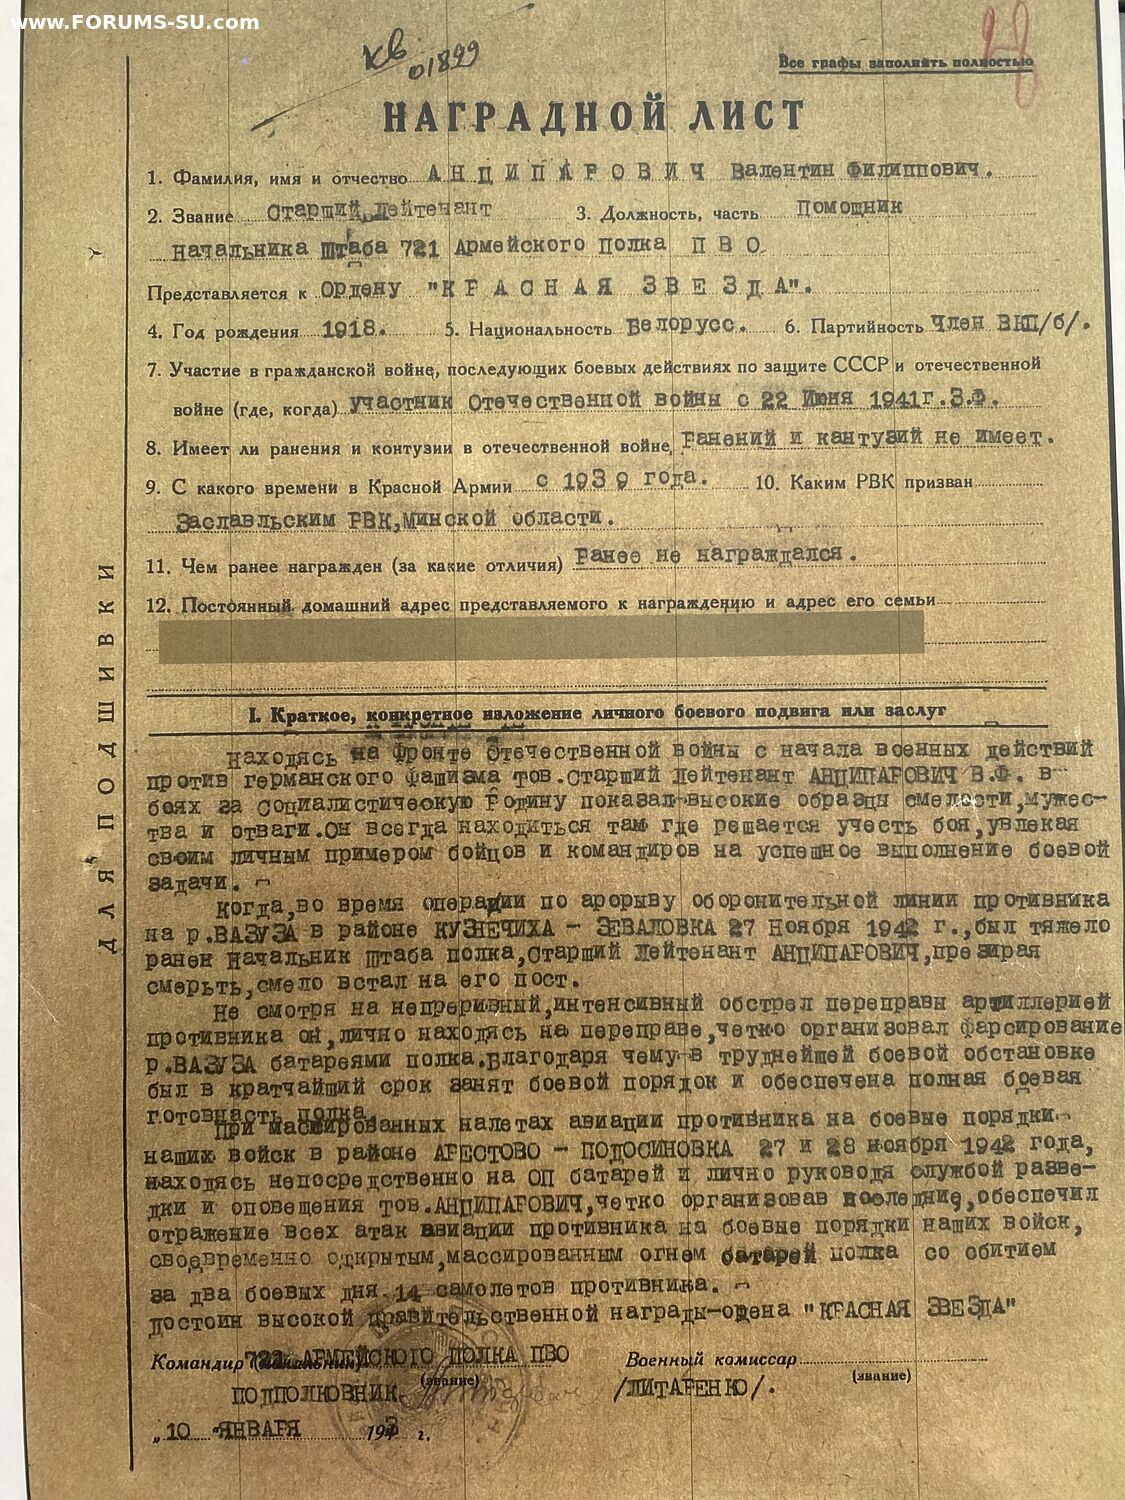 www.FORUMS-SU.com
кв 01899
Все графы заполнять полностью
НАГРАДНОЙ ЛИСТ
1. Фамилия, имя и отчество АНЦИПАРОВИЧ Валентин Филиппович.
2. Звание Старший Лейтенант 3. Должность, часть Помощник
Начальника Штаба 721 Армейского Полка ПВО
Представляется к Ордену "КРАСНАЯ ЗВЕЗДА".
4. Год рождения 1918. 5. Национальность Белорусс. 6. Партийность Член ВКП/б/.
7. Участие в гражданской войне, последующих боевых действиях по защите СССР и отечественной
войне (где, когда) участник Отечественной войны с 22 Июня 1941г.З.Ф.
8. Имеет ли ранения и контузии в отечественной войне, Ранений и кантузий не имеет.
9. С какого времени в Красной Армии с 1939 года. 10. Каким РВК призван
Заславльским РВК,Минской области.
11. Чем ранее награжден (за какие отличия) Ранее не награждался.
12. Постоянный домашний адрес представляемого к награждению и адрес его семьи
ДЛЯ ПОДШИВКИ
I. Краткое, конкретное изложение личного боевого подвига или заслуг
Находясь на Фронте Отечественной войны с начала военных действий
против германского фашизма тов.Старший Лейтенант АНЦИПАРОВИЧ В.Ф. в
боях за Социалистическую Родину показал высокие образцы смелости,мужес-
тва и отваги.Он всегда находиться там где решается учесть боя,увлекая
своим личным примером бойцов и командиров на успешное выполнение боевой
задачи.
Когда,во время операции по арорыву оборонительной линии противника
на р.ВАЗУЗА в районе КУЗНЕЧИХА - ЗЕВАЛОВКА 27 Ноября 1942 г.,был тяжело
ранен Начальник Штаба полка,Старший Лейтенант АНЦИПАРОВИЧ,презирая
смерьть,смело встал на его пост.
Не смотря на непреривный,интенсивный обстрел переправы артиллерией
противника он,лично находясь на переправе,четко организовал фарсирование
р.ВАЗУЗА батареями полка.Благодаря чему в труднейшей боевой обстановке
был в кратчайший срок занят боевой порядок и обеспечена полная боевая
готовнасть полка.
При масированных налетах авиации противника на боевые порядки
наших войск в районе АРЕСТОВО - ПОДОСИНОВКА 27 и 28 ноября 1942 года,
находясь непосредственно на ОП батарей и лично руководя службой разве-
дки и оповещения тов.АНЦИПАРОВИЧ,четко организовав последние,обеспечил
отражение всех атак авиации противника на боевые порядки наших войск,
своевременно открытым,массированным огнем батарей полка со сбитием
за два боевых дня 14 самолетов противника.
Достоин высокой правительственной награды-ордена "КРАСНАЯ ЗВЕЗДА"
Командир (начальник) 721 АРМЕЙСКОГО ПОЛКА ПВО Военный комиссар
(звание) (звание)
ПОДПОЛКОВНИК /ЛИТАРЕНКО/.
„10 " ЯНВАРЯ 1943 г.